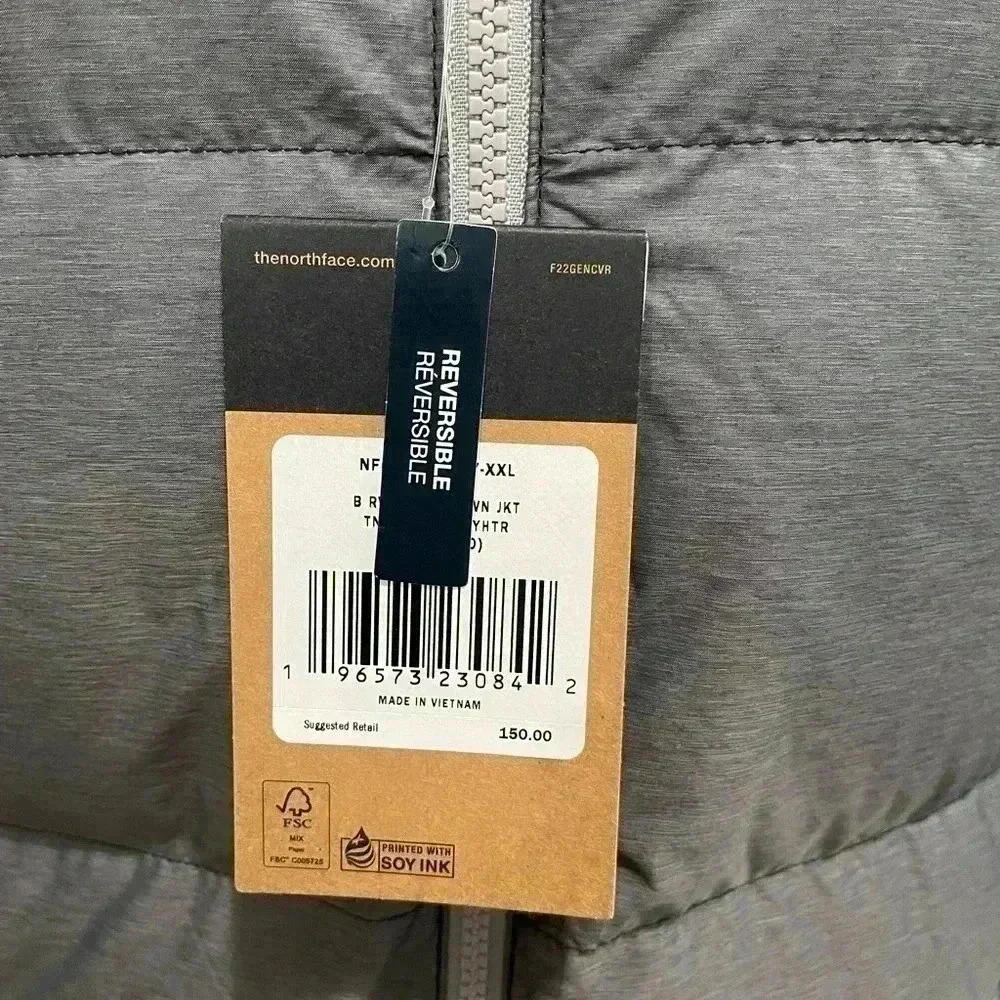 thenorthface.com
F22GENCVR
REVERSIBLE
RÉVERSIBLE
NF -XXL
B R VN JKT
TN YHTR
)
1 96573 23084 2
MADE IN VIETNAM
Suggested Retail 150.00
FSC
MIX
Paper
FSC® C005725
PRINTED WITH
SOY INK